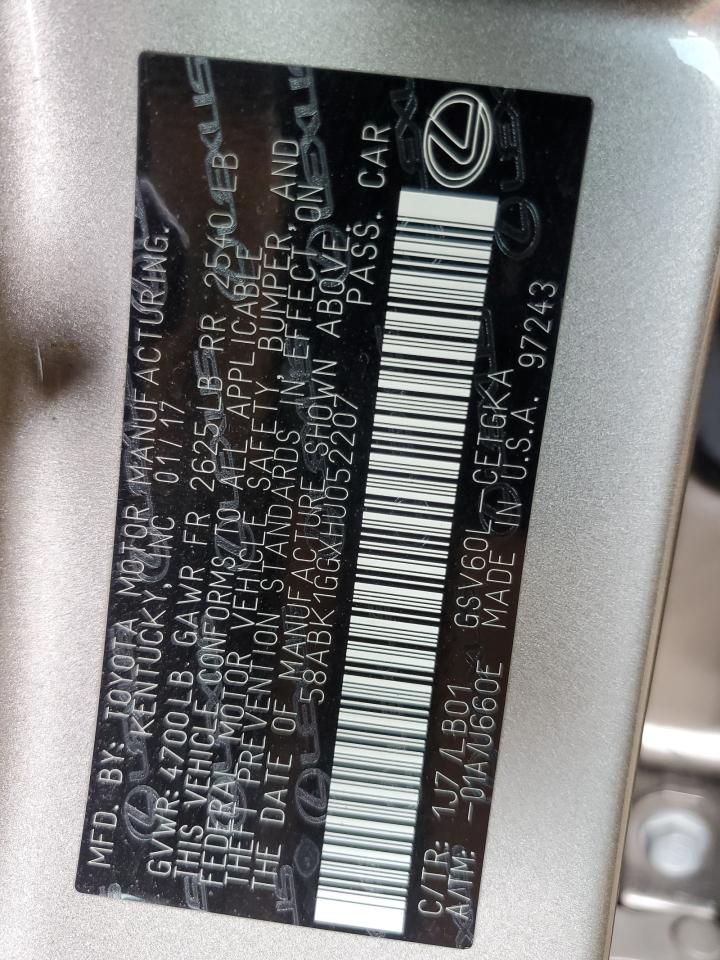 MFD. BY: TOYOTA MOTOR MANUFACTURING.
KENTUCKY, INC 01/17
GVWR: 4700LB GAWR FR 2625LB RR 2540LB
THIS VEHICLE CONFORMS TO ALL APPLICABLE
FEDERAL MOTOR VEHICLE SAFETY, BUMPER, AND
THEFT PREVENTION STANDARDS IN EFFECT ON
THE DATE OF MANUFACTURE SHOWN ABOVE.
58ABK1GGXHU052207 PASS. CAR
C/TR: 1J7/LB01 GSV60L-CETGKA
A/TM: -01A/U660E MADE IN U.S.A. 97243